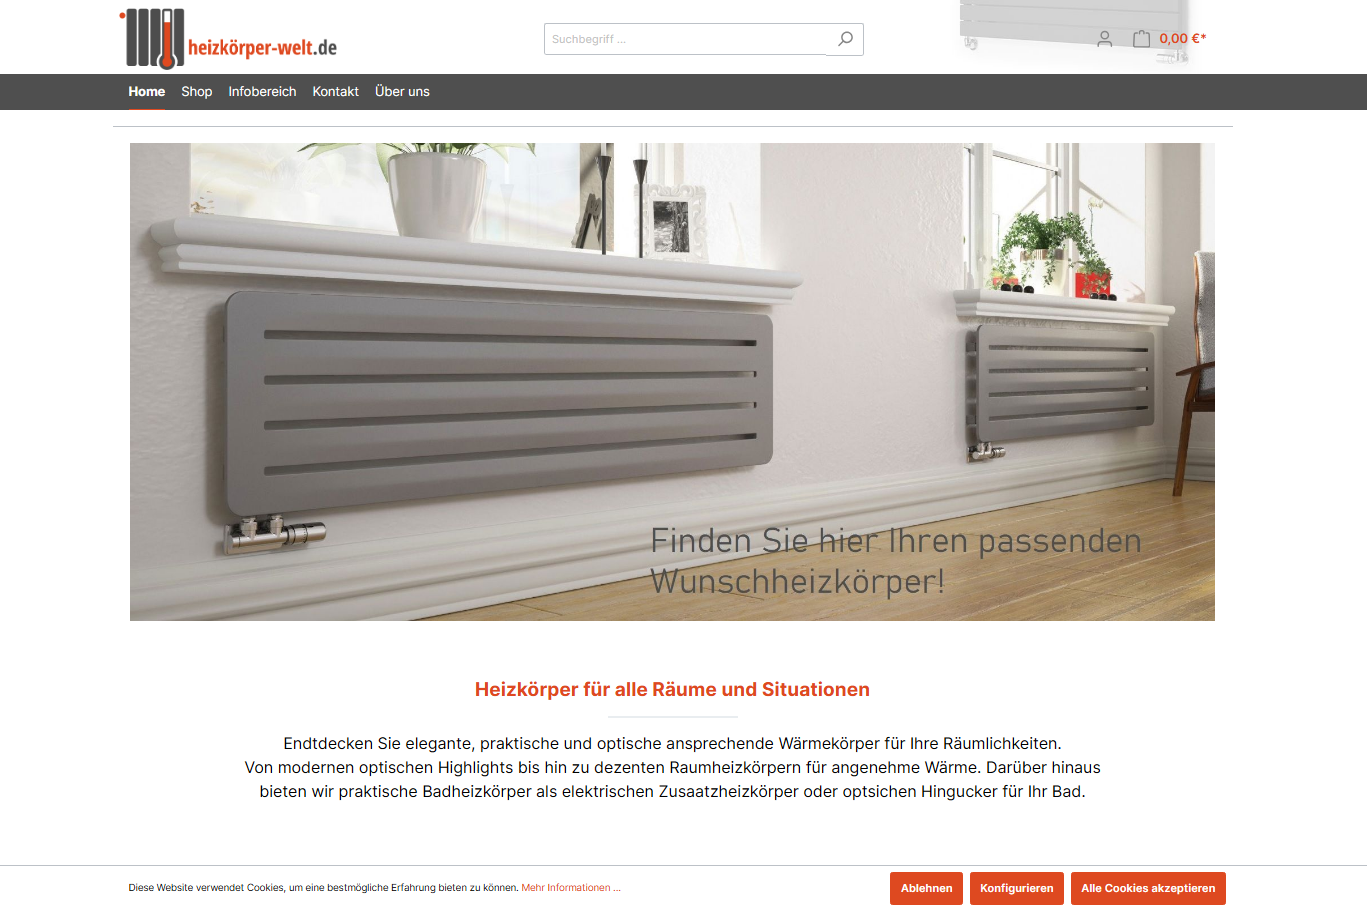 heizkörper-welt.de
Suchbegriff ...
0,00 €*
Home Shop Infobereich Kontakt Über uns
Finden Sie hier Ihren passenden
Wunschheizkörper!
Heizkörper für alle Räume und Situationen
Endtdecken Sie elegante, praktische und optische ansprechende Wärmekörper für Ihre Räumlichkeiten.
Von modernen optischen Highlights bis hin zu dezenten Raumheizkörpern für angenehme Wärme. Darüber hinaus
bieten wir praktische Badheizkörper als elektrischen Zusaatzheizkörper oder optsichen Hingucker für Ihr Bad.
Diese Website verwendet Cookies, um eine bestmögliche Erfahrung bieten zu können. Mehr Informationen ...
Ablehnen Konfigurieren Alle Cookies akzeptieren